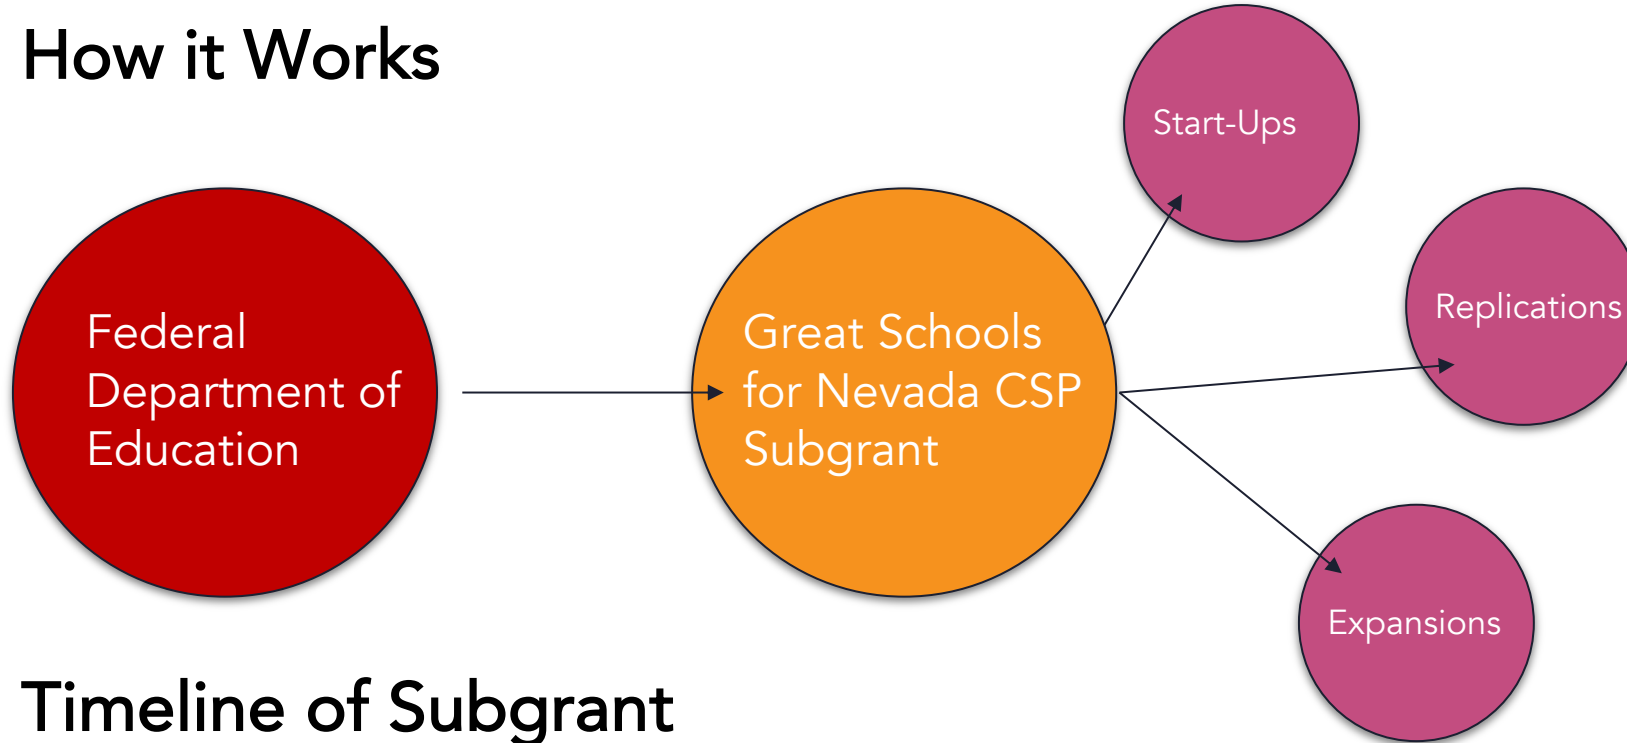 How it Works
Start-Ups
Replications
Federal
Department of
Education
Great Schools
for Nevada CSP
Subgrant
Expansions
Timeline of Subgrant